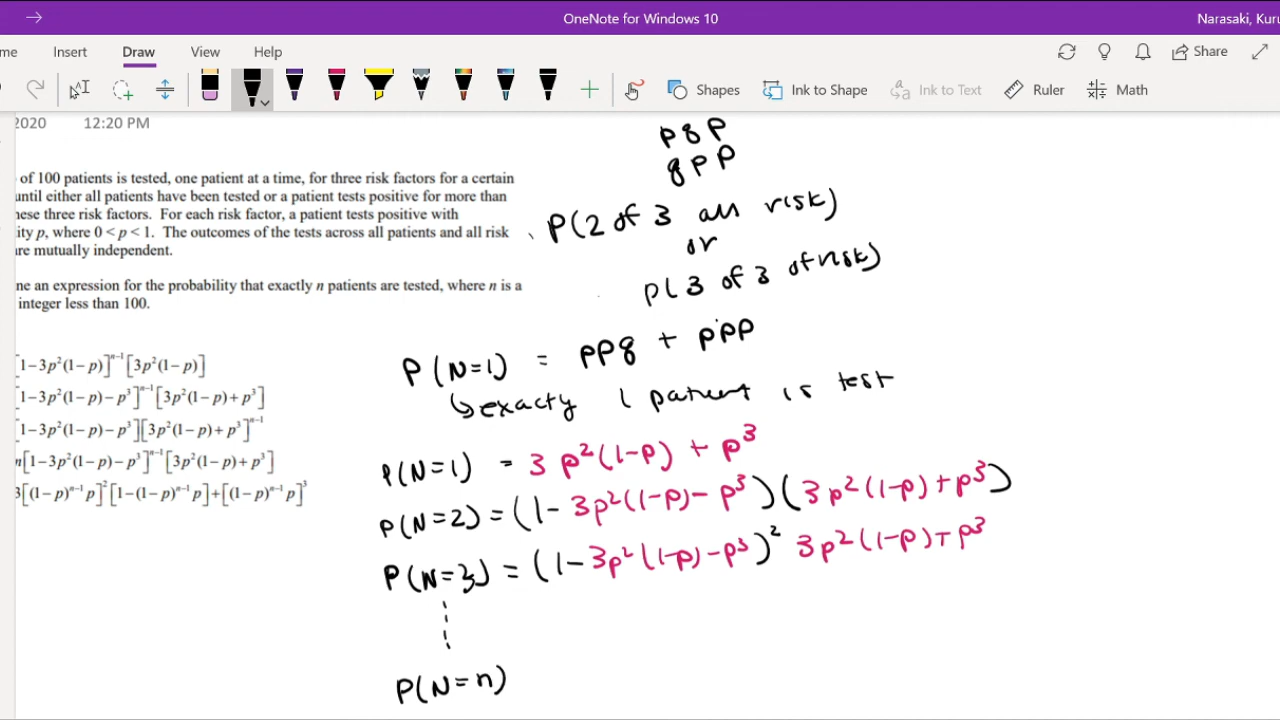 OneNote for Windows 10
Narasaki, Kuru
me Insert Draw View Help
Share
Shapes Ink to Shape Ink to Text Ruler Math
2020 12:20 PM
of 100 patients is tested, one patient at a time, for three risk factors for a certain
until either all patients have been tested or a patient tests positive for more than
hese three risk factors. For each risk factor, a patient tests positive with
ity p, where 0 < p < 1. The outcomes of the tests across all patients and all risk
re mutually independent.
ne an expression for the probability that exactly n patients are tested, where n is a
integer less than 100.
[1−3p²(1−p)]ⁿ⁻¹[3p²(1−p)]
[1−3p²(1−p)−p³]ⁿ⁻¹[3p²(1−p)+p³]
[1−3p²(1−p)−p³][3p²(1−p)+p³]ⁿ⁻¹
n[1−3p²(1−p)−p³]ⁿ⁻¹[3p²(1−p)+p³]
3[(1−p)ⁿ⁻¹p]²[1−(1−p)ⁿ⁻¹p]+[(1−p)ⁿ⁻¹p]³
pqp
qpp
P(2 of 3 all risk)
or
P(3 of 3 of risk)
P(N=1) = ppq + ppp
↳exacty 1 patient is test
P(N=1) = 3p²(1-p) + p³
P(N=2) = (1-3p²(1-p)-p³)(3p²(1-p)+p³)
P(N=3) = (1-3p²(1-p)-p³)² 3p²(1-p)+p³
P(N=n)